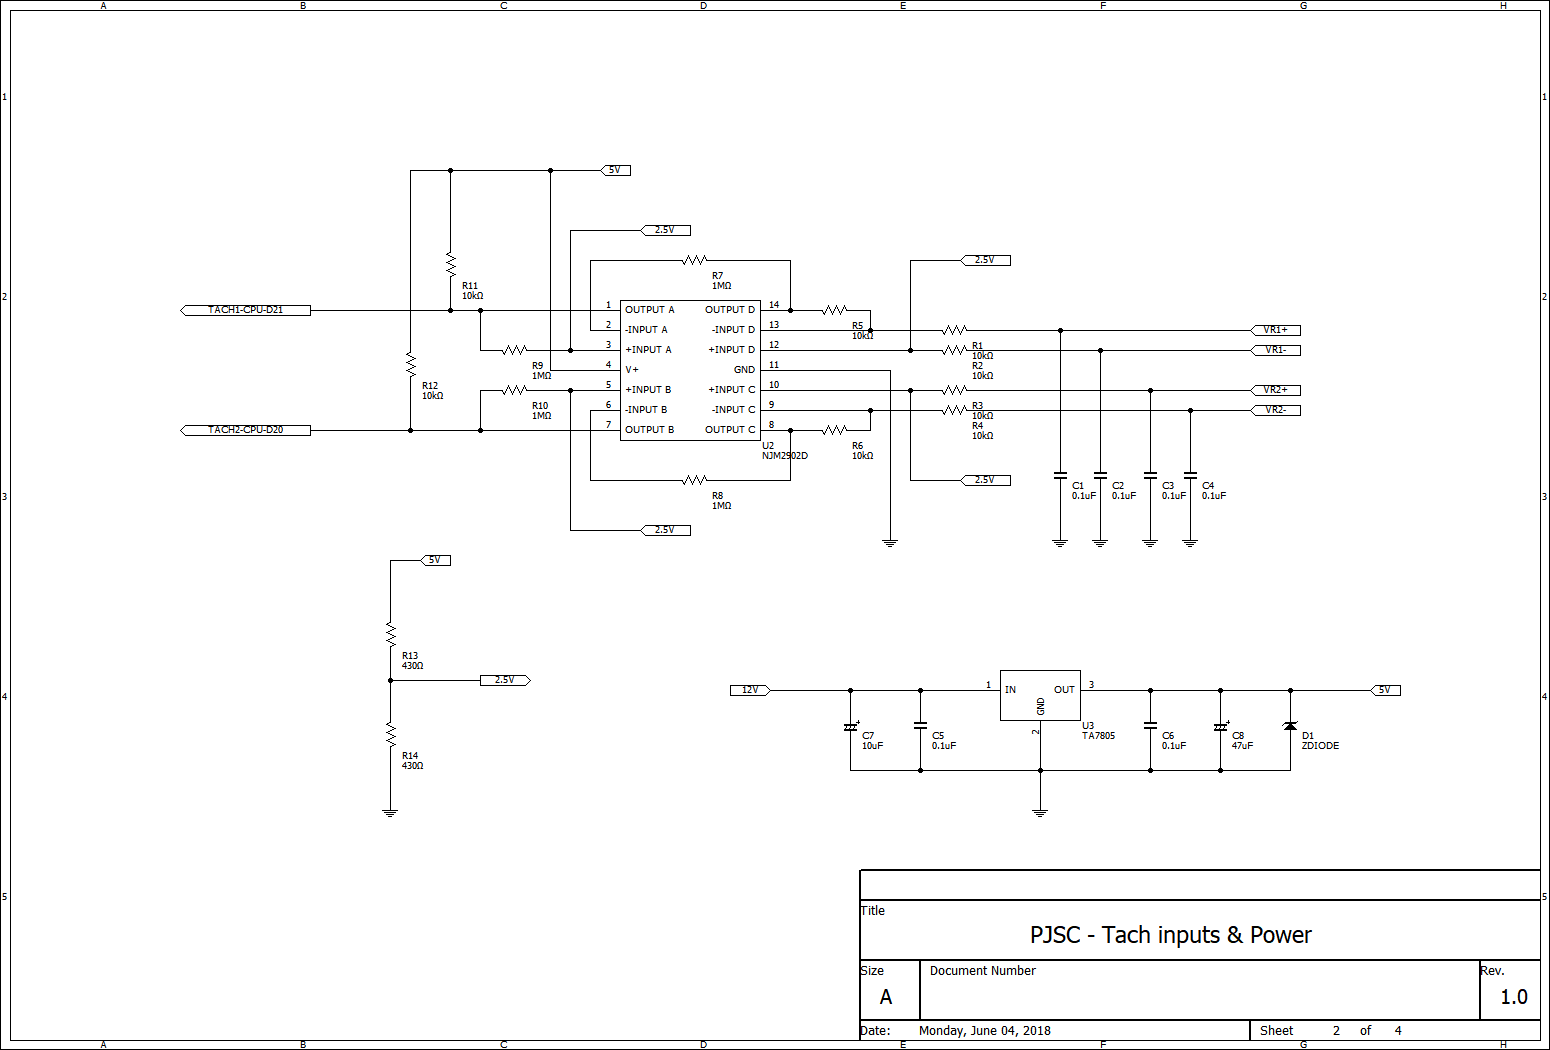 A B C D E F G H
1 1
5V
2.5V
2.5V
R7
1MΩ
R11
10kΩ
2 2
TACH1-CPU-D21
1 OUTPUT A OUTPUT D 14
2 -INPUT A -INPUT D 13
3 +INPUT A +INPUT D 12
4 V+ GND 11
5 +INPUT B +INPUT C 10
6 -INPUT B -INPUT C 9
7 OUTPUT B OUTPUT C 8
U2
NJM2902D
R5
10kΩ
VR1+
R1
10kΩ
VR1-
R2
10kΩ
R9
1MΩ
R12
10kΩ
VR2+
R10
1MΩ
R3
10kΩ
VR2-
R4
10kΩ
TACH2-CPU-D20
R6
10kΩ
2.5V
R8
1MΩ
C1
0.1uF
C2
0.1uF
C3
0.1uF
C4
0.1uF
3 3
2.5V
5V
R13
430Ω
2.5V
4 4
12V
1 IN OUT 3
GND
2
U3
TA7805
5V
C7
10uF
C5
0.1uF
C6
0.1uF
C8
47uF
D1
ZDIODE
R14
430Ω
5 5
Title
PJSC - Tach inputs & Power
Size
A
Document Number
Rev.
1.0
Date: Monday, June 04, 2018
Sheet 2 of 4
A B C D E F G H